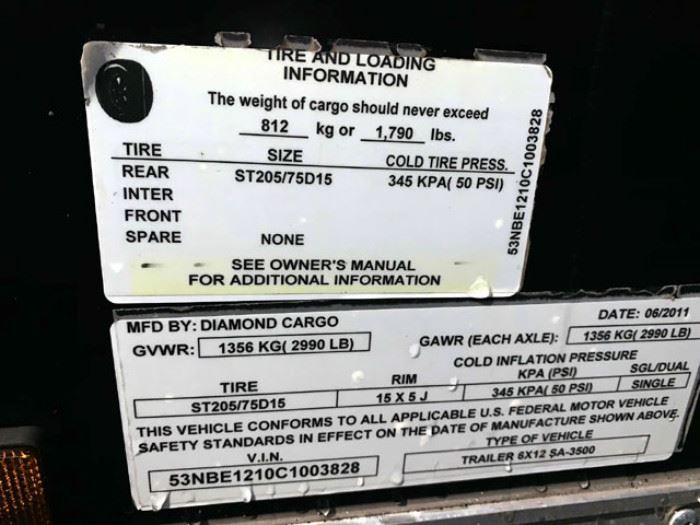 TIRE AND LOADING
INFORMATION
The weight of cargo should never exceed
812 kg or 1,790 lbs.
TIRE SIZE COLD TIRE PRESS.
REAR ST205/75D15 345 KPA( 50 PSI)
INTER
FRONT
SPARE NONE
SEE OWNER'S MANUAL
FOR ADDITIONAL INFORMATION
53NBE1210C1003828
MFD BY: DIAMOND CARGO DATE: 06/2011
GVWR: 1356 KG( 2990 LB) GAWR (EACH AXLE): 1356 KG( 2990 LB)
COLD INFLATION PRESSURE
TIRE RIM KPA (PSI) SGL/DUAL
ST205/75D15 15 X 5 J 345 KPA( 50 PSI) SINGLE
THIS VEHICLE CONFORMS TO ALL APPLICABLE U.S. FEDERAL MOTOR VEHICLE
SAFETY STANDARDS IN EFFECT ON THE DATE OF MANUFACTURE SHOWN ABOVE.
V.I.N. TYPE OF VEHICLE
53NBE1210C1003828 TRAILER 6X12 SA-3500